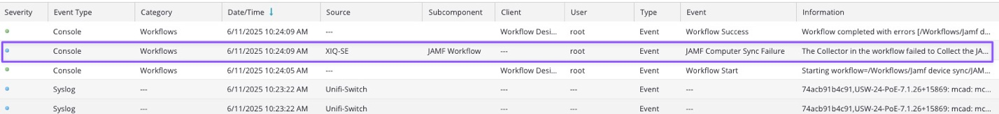 Severity Event Type Category Date/Time Source Subcomponent Client User Type Event Information
Console Workflows 6/11/2025 10:24:09 AM --- Workflow Desi... root Event Workflow Success Workflow completed with errors [/Workflows/Jamf d...
Console Workflows 6/11/2025 10:24:09 AM XIQ-SE JAMF Workflow --- root Event JAMF Computer Sync Failure The Collector in the workflow failed to Collect the JA...
Console Workflows 6/11/2025 10:24:05 AM --- Workflow Desi... root Event Workflow Start Starting workflow=/Workflows/Jamf device sync/JAM...
Syslog --- 6/11/2025 10:23:22 AM Unifi-Switch --- --- Event --- 74acb91b4c91,USW-24-PoE-7.1.26+15869: mcad: mc...
Syslog --- 6/11/2025 10:23:22 AM Unifi-Switch --- --- Event --- 74acb91b4c91,USW-24-PoE-7.1.26+15869: mcad: mc...